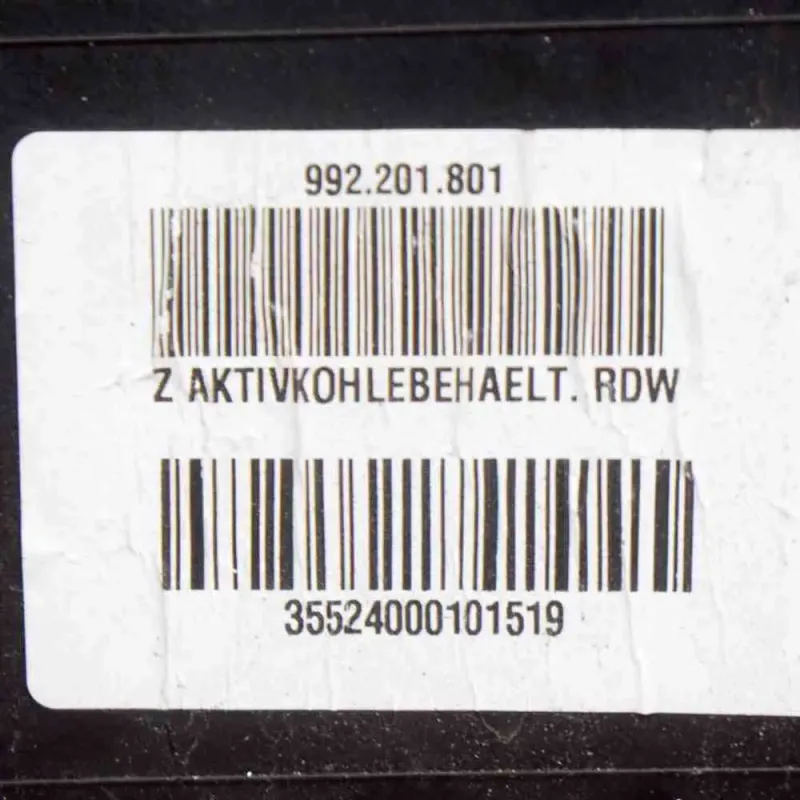 992.201.801
Z AKTIVKOHLEBEHAELT. RDW
35524000101519